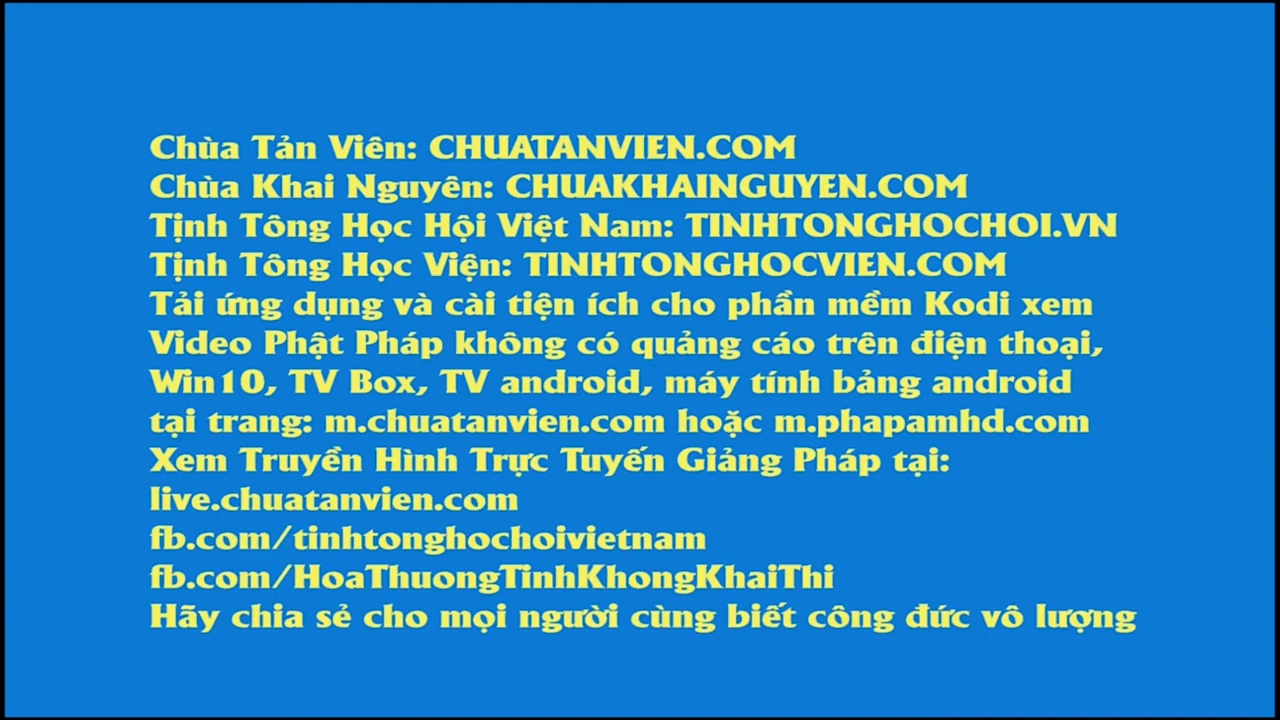 Chùa Tản Viên: CHUATANVIEN.COM
Chùa Khai Nguyên: CHUAKHAINGUYEN.COM
Tịnh Tông Học Hội Việt Nam: TINHTONGHOCHOI.VN
Tịnh Tông Học Viện: TINHTONGHOCVIEN.COM
Tải ứng dụng và cài tiện ích cho phần mềm Kodi xem
Video Phật Pháp không có quảng cáo trên điện thoại,
Win10, TV Box, TV android, máy tính bảng android
tại trang: m.chuatanvien.com hoặc m.phapamhd.com
Xem Truyền Hình Trực Tuyến Giảng Pháp tại:
live.chuatanvien.com
fb.com/tinhtonghochoivietnam
fb.com/HoaThuongTinhKhongKhaiThi
Hãy chia sẻ cho mọi người cùng biết công đức vô lượng